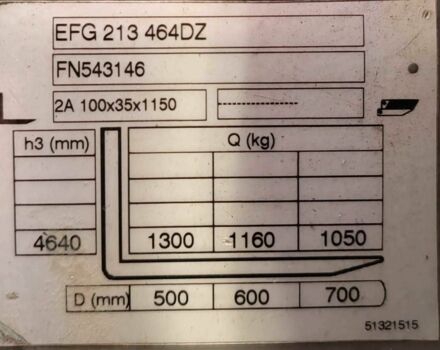 EFG 213 464DZ
FN543146
2A 100x35x1150 ----------------
h3 (mm) Q (kg)
4640 1300 1160 1050
D (mm) 500 600 700
51321515